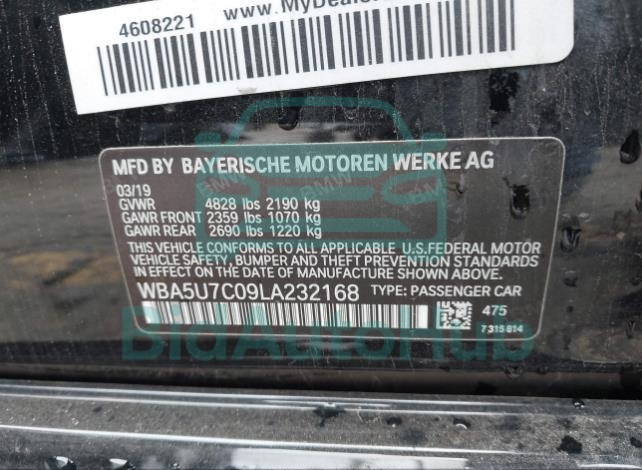 4608221
www.MyDealer
MFD BY BAYERISCHE MOTOREN WERKE AG
03/19
GVWR 4828 lbs 2190 kg
GAWR FRONT 2359 lbs 1070 kg
GAWR REAR 2690 lbs 1220 kg
THIS VEHICLE CONFORMS TO ALL APPLICABLE U.S.FEDERAL MOTOR
VEHICLE SAFETY, BUMPER AND THEFT PREVENTION STANDARDS
IN EFFECT ON THE DATE OF MANUFACTURE SHOWN ABOVE.
WBA5U7C09LA232168 TYPE: PASSENGER CAR
475
7315814
BidAutoHub